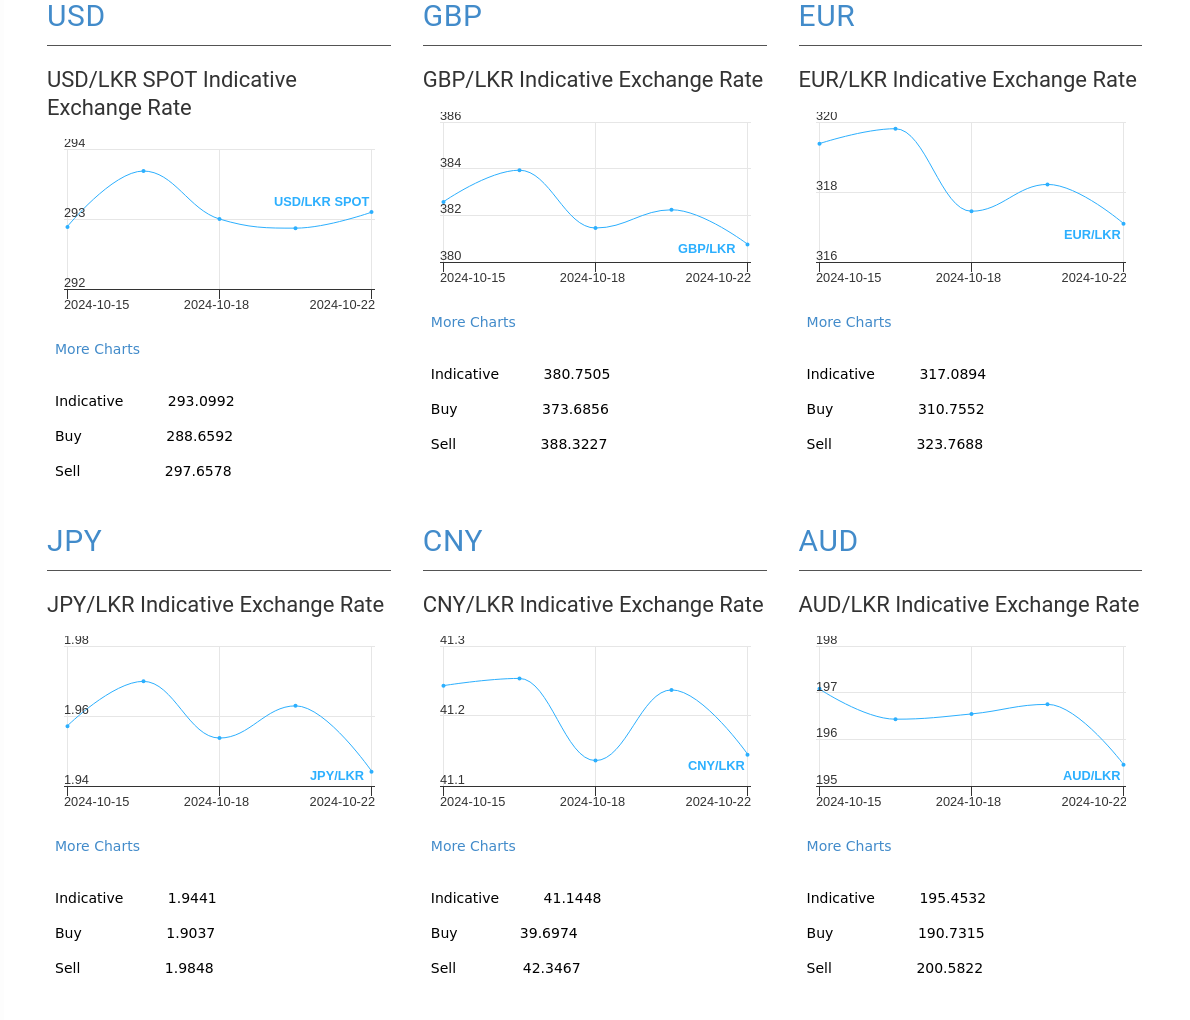 USD
USD/LKR SPOT Indicative
Exchange Rate
294
293
292
USD/LKR SPOT
2024-10-15 2024-10-18 2024-10-22
More Charts
Indicative 293.0992
Buy 288.6592
Sell 297.6578
GBP
GBP/LKR Indicative Exchange Rate
386
384
382
380
GBP/LKR
2024-10-15 2024-10-18 2024-10-22
More Charts
Indicative 380.7505
Buy 373.6856
Sell 388.3227
EUR
EUR/LKR Indicative Exchange Rate
320
318
316
EUR/LKR
2024-10-15 2024-10-18 2024-10-22
More Charts
Indicative 317.0894
Buy 310.7552
Sell 323.7688
JPY
JPY/LKR Indicative Exchange Rate
1.98
1.96
1.94
JPY/LKR
2024-10-15 2024-10-18 2024-10-22
More Charts
Indicative 1.9441
Buy 1.9037
Sell 1.9848
CNY
CNY/LKR Indicative Exchange Rate
41.3
41.2
41.1
CNY/LKR
2024-10-15 2024-10-18 2024-10-22
More Charts
Indicative 41.1448
Buy 39.6974
Sell 42.3467
AUD
AUD/LKR Indicative Exchange Rate
198
197
196
195
AUD/LKR
2024-10-15 2024-10-18 2024-10-22
More Charts
Indicative 195.4532
Buy 190.7315
Sell 200.5822